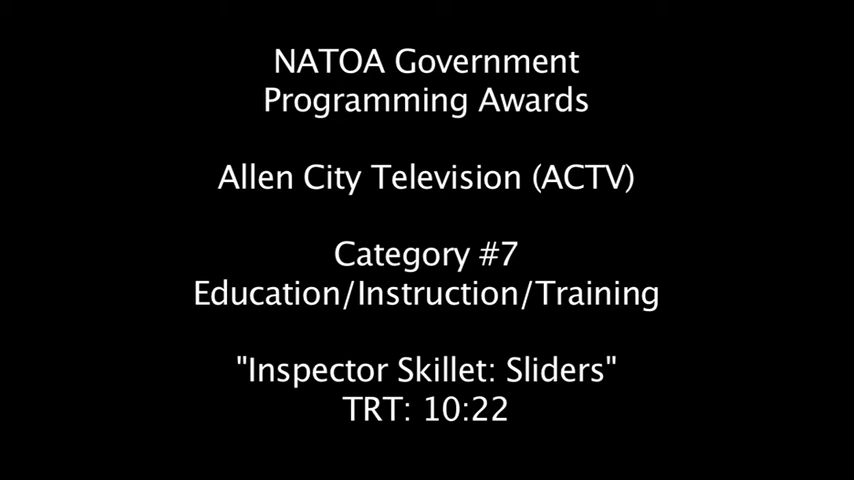 NATOA Government
Programming Awards
Allen City Television (ACTV)
Category #7
Education/Instruction/Training
"Inspector Skillet: Sliders"
TRT: 10:22